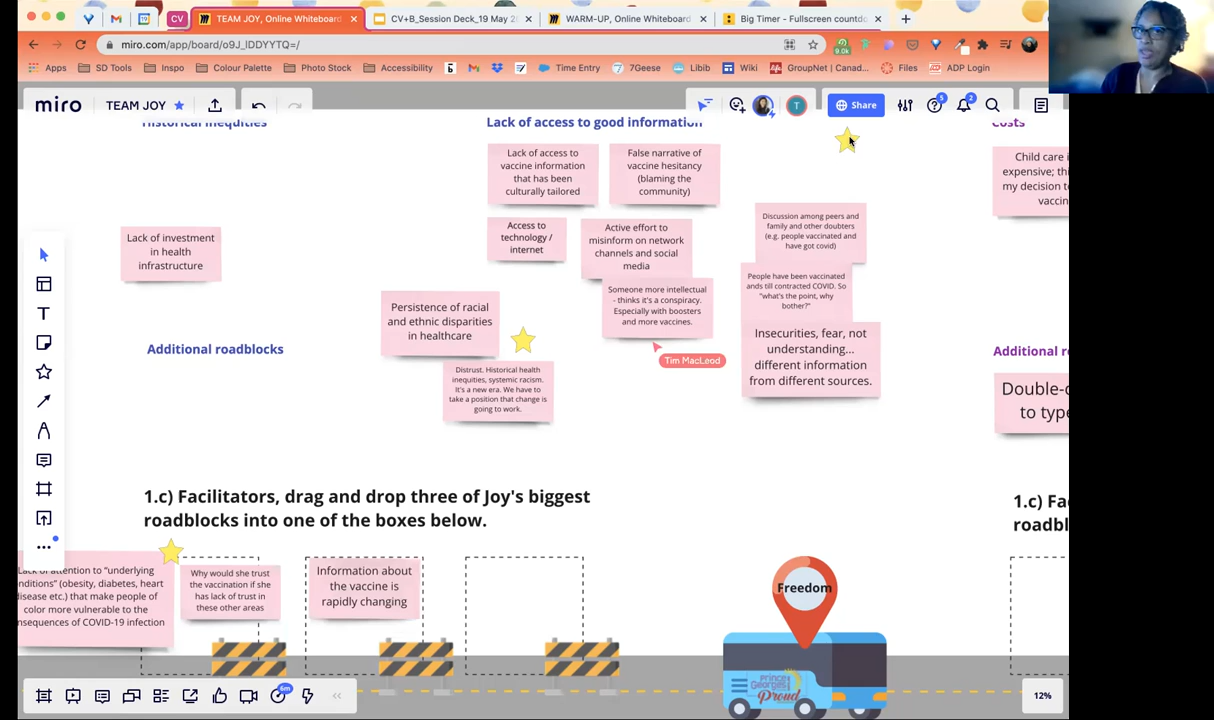 TEAM JOY, Online Whiteboard
CV+B_Session Deck_19 May 2
WARM-UP, Online Whiteboard
Big Timer - Fullscreen countdo
miro.com/app/board/o9J_lDDYYTQ=/
9.0k
Apps
SD Tools
Inspo
Colour Palette
Photo Stock
Accessibility
Time Entry
7Geese
Libib
Wiki
GroupNet | Canad...
Files
ADP Login
miro
TEAM JOY
T
Share
5
2
Historical inequities
Lack of access to good information
Costs
Lack of access to
vaccine information
that has been
culturally tailored
False narrative of
vaccine hesitancy
(blaming the
community)
Child care i
expensive; thi
my decision to
vaccin
Lack of investment
in health
infrastructure
Access to
technology /
internet
Active effort to
misinform on network
channels and social
media
Discussion among peers and
family and other doubters
(e.g. people vaccinated and
have got covid)
Someone more intellectual
- thinks it's a conspiracy.
Especially with boosters
and more vaccines.
People have been vaccinated
ands till contracted COVID. So
"what's the point, why
bother?"
Persistence of racial
and ethnic disparities
in healthcare
Insecurities, fear, not
understanding...
different information
from different sources.
Tim MacLeod
Additional roadblocks
Additional r
Distrust. Historical health
inequities, systemic racism.
It's a new era. We have to
take a position that change is
going to work.
Double-
to type
1.c) Facilitators, drag and drop three of Joy's biggest
roadblocks into one of the boxes below.
1.c) Fa
roadbl
Lack of attention to "underlying
nditions" (obesity, diabetes, heart
disease etc.) that make people of
color more vulnerable to the
nsequences of COVID-19 infection
Why would she trust
the vaccination if she
has lack of trust in
these other areas
Information about
the vaccine is
rapidly changing
Freedom
Prince
George's
Proud
6m
12%